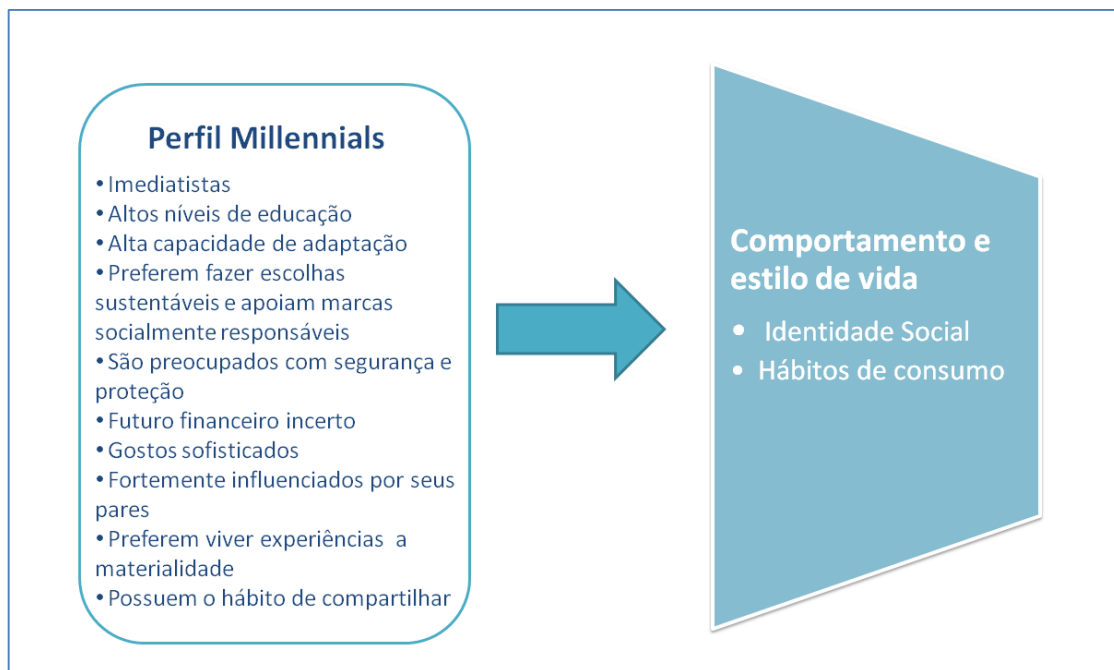 Perfil Millennials
• Imediatistas
• Altos níveis de educação
• Alta capacidade de adaptação
• Preferem fazer escolhas
sustentáveis e apoiam marcas
socialmente responsáveis
• São preocupados com segurança e
proteção
• Futuro financeiro incerto
• Gostos sofisticados
• Fortemente influenciados por seus
pares
• Preferem viver experiências a
materialidade
• Possuem o hábito de compartilhar
Comportamento e
estilo de vida
• Identidade Social
• Hábitos de consumo